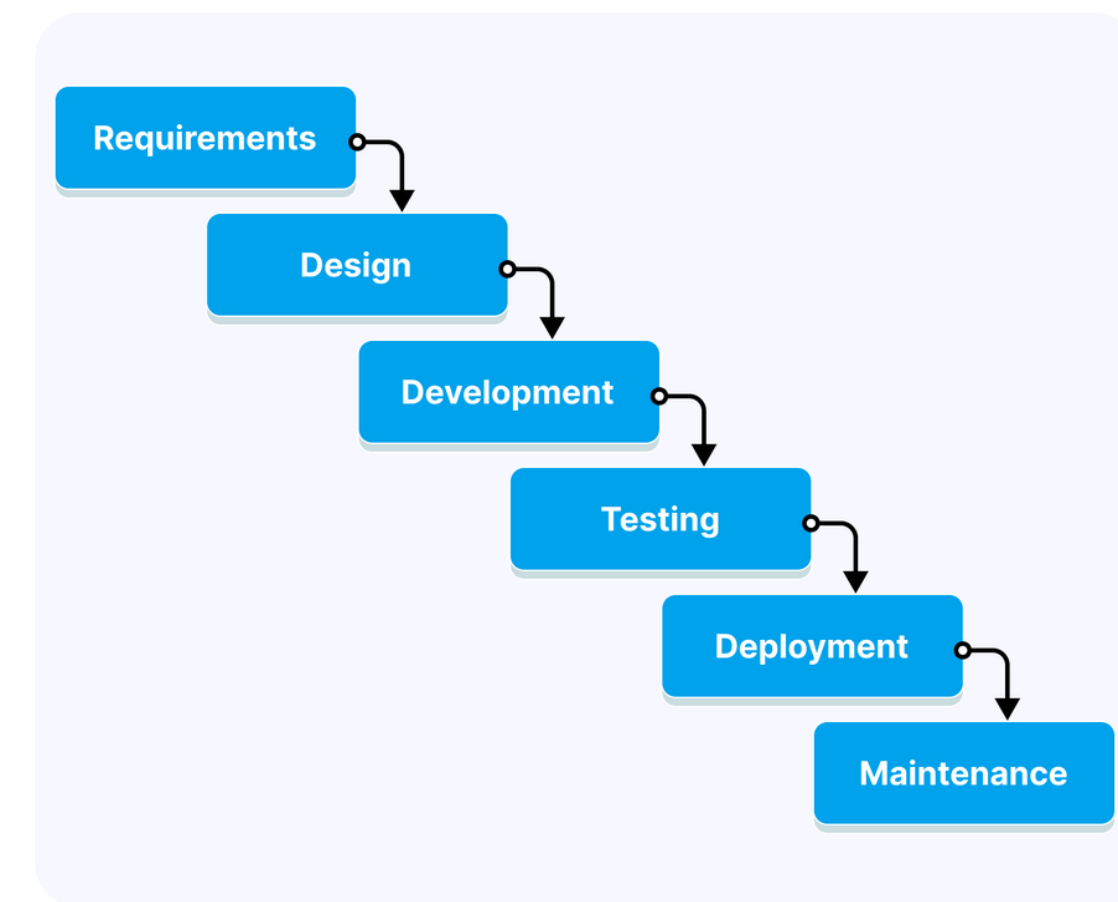 Requirements
Design
Development
Testing
Deployment
Maintenance